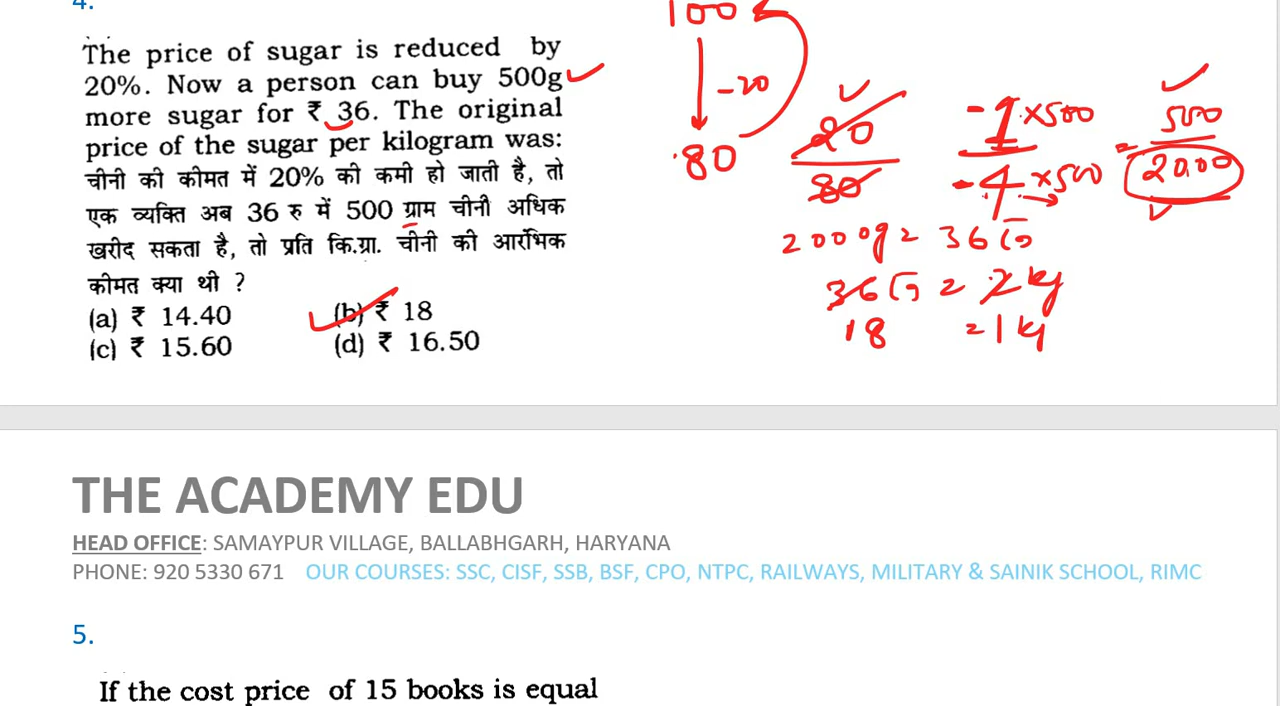 4.
The price of sugar is reduced by
20%. Now a person can buy 500g
more sugar for ₹ 36. The original
price of the sugar per kilogram was:
चीनी की कीमत में 20% की कमी हो जाती है, तो
एक व्यक्ति अब 36 रु में 500 ग्राम चीनी अधिक
खरीद सकता है, तो प्रति कि.ग्रा. चीनी की आरंभिक
कीमत क्या थी ?
(a) ₹ 14.40 (b) ₹ 18
(c) ₹ 15.60 (d) ₹ 16.50
100
-20
80
20
80
-1 ×500
-4 ×500
= 500
2000
2000g = 36
36 = 2 kg
18 = 1 kg
THE ACADEMY EDU
HEAD OFFICE: SAMAYPUR VILLAGE, BALLABHGARH, HARYANA
PHONE: 920 5330 671 OUR COURSES: SSC, CISF, SSB, BSF, CPO, NTPC, RAILWAYS, MILITARY & SAINIK SCHOOL, RIMC
5.
If the cost price of 15 books is equal